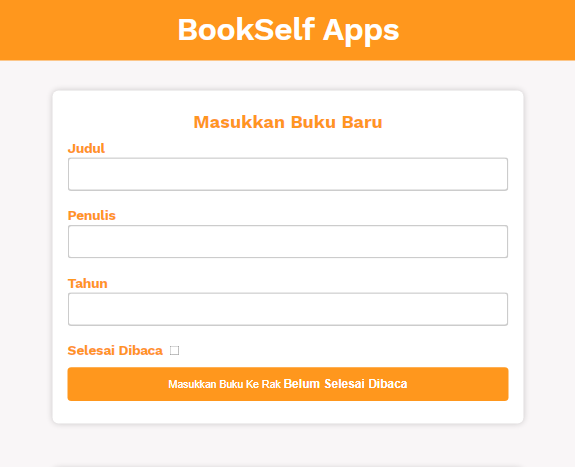 BookSelf Apps
Masukkan Buku Baru
Judul
Penulis
Tahun
Selesai Dibaca
Masukkan Buku Ke Rak Belum Selesai Dibaca